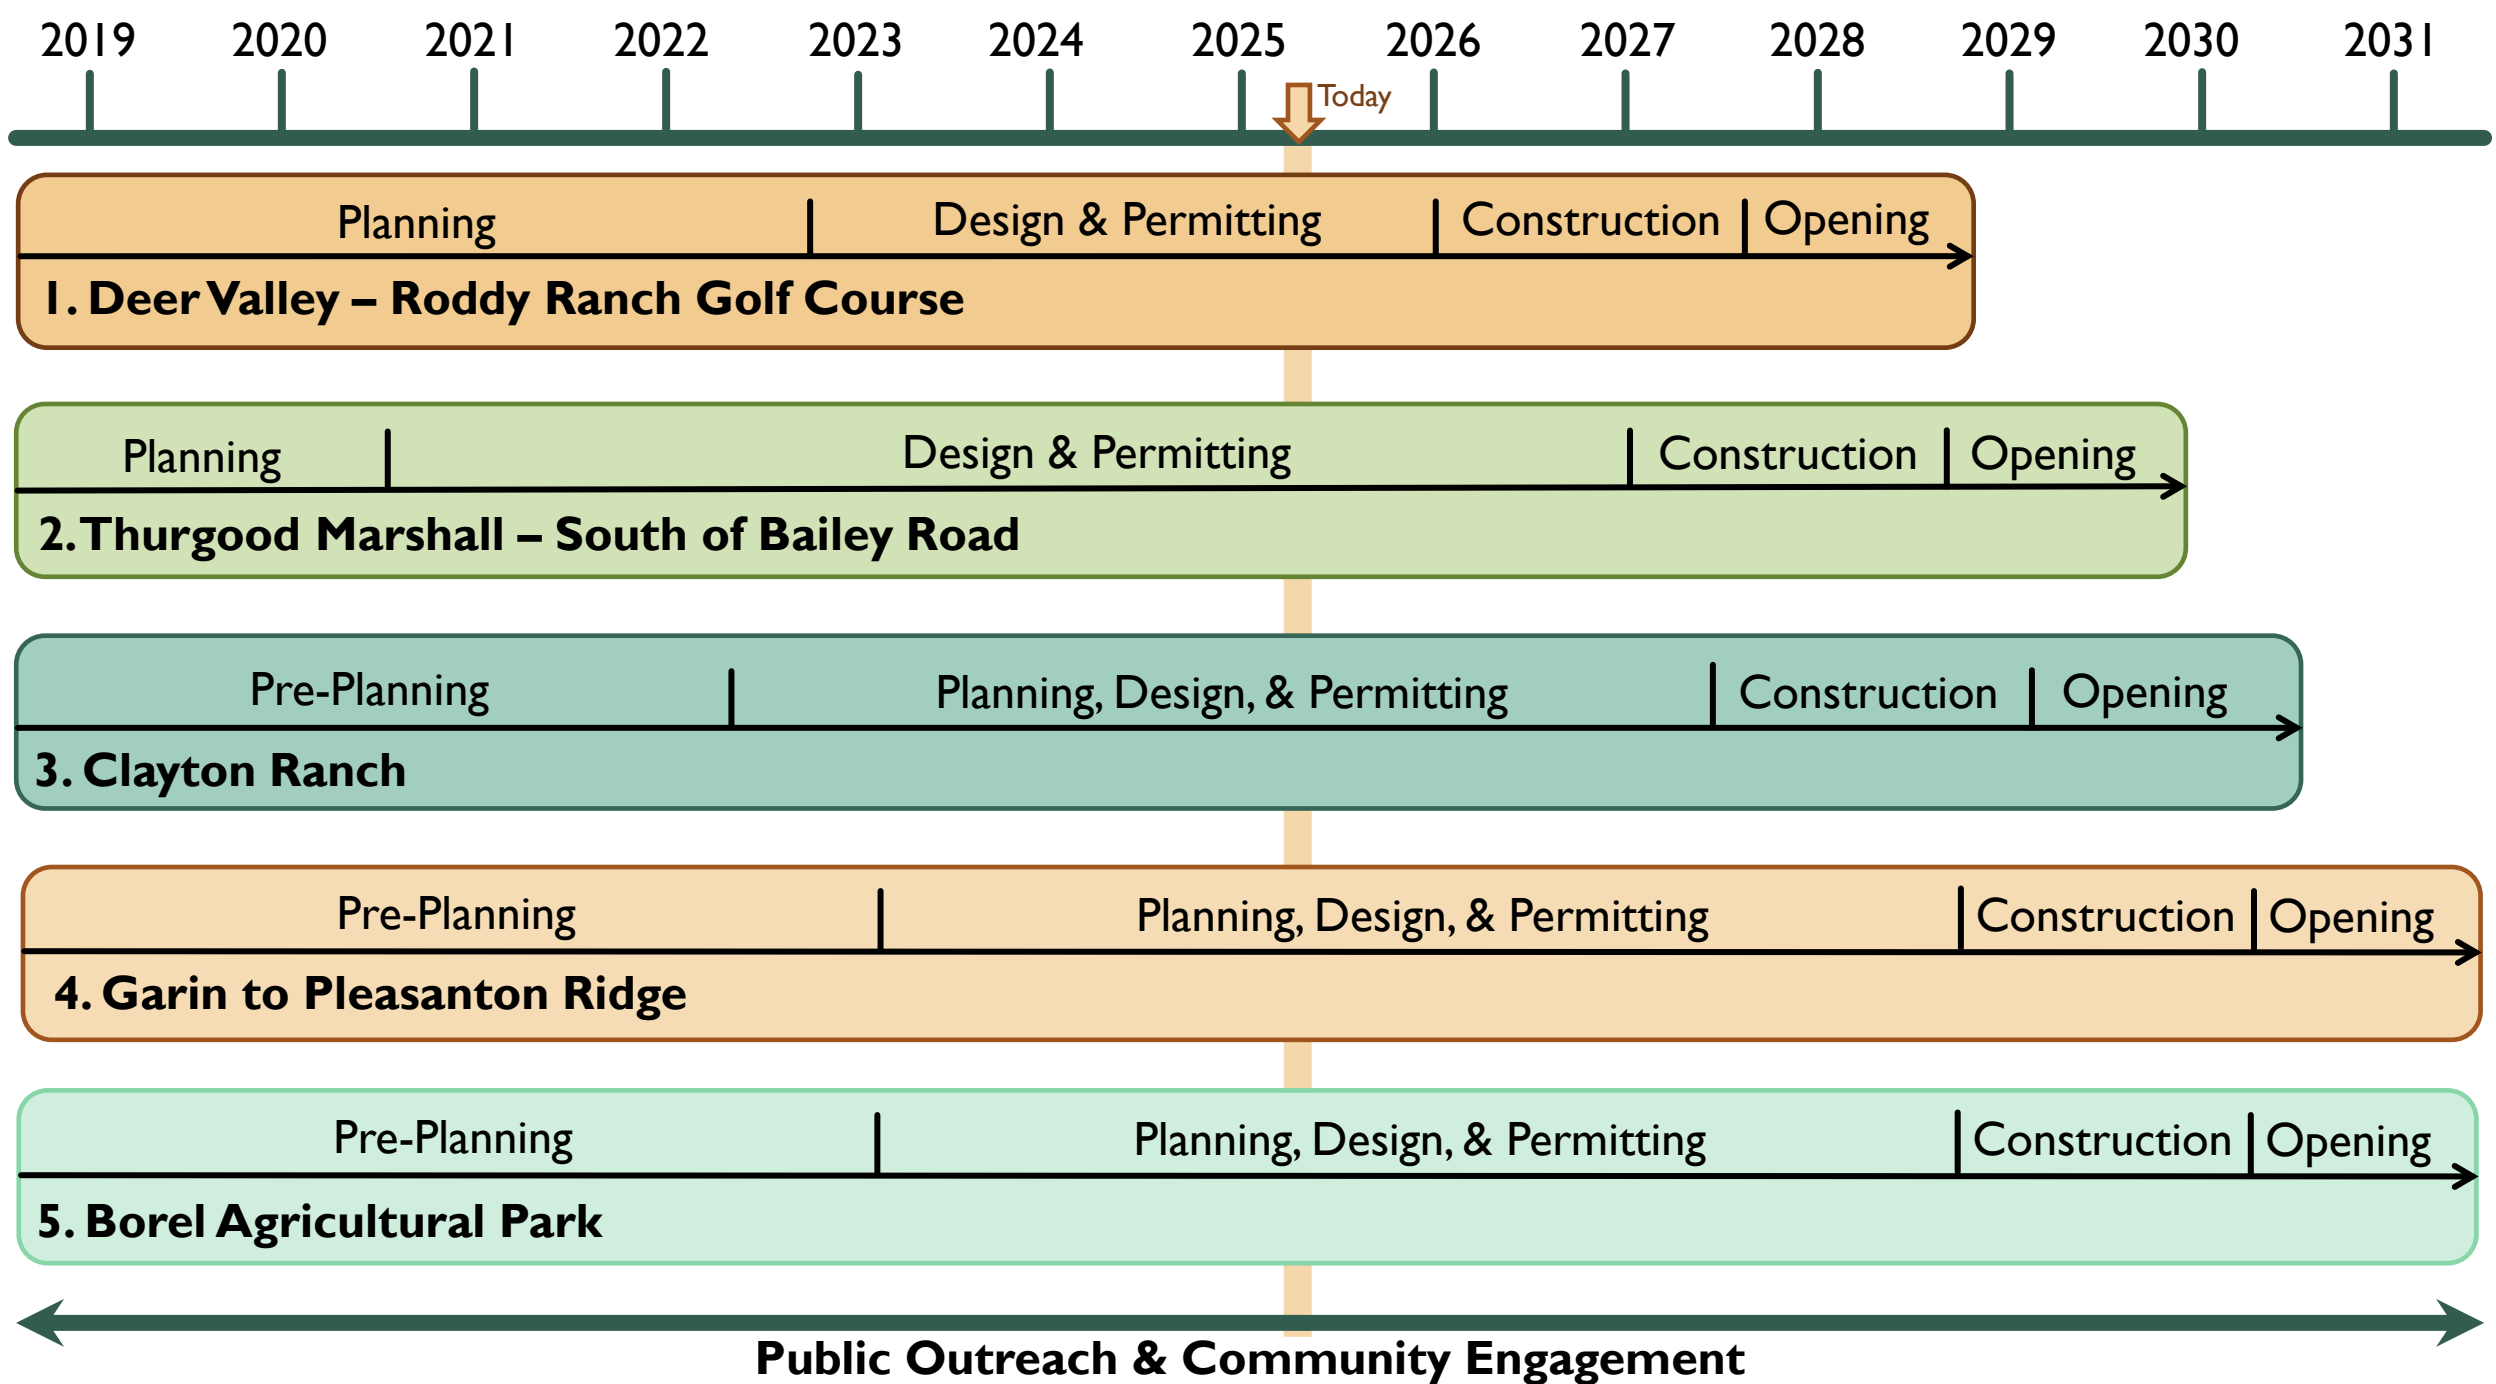 2019 2020 2021 2022 2023 2024 2025 2026 2027 2028 2029 2030 2031
Today
Planning Design & Permitting Construction Opening
1. Deer Valley – Roddy Ranch Golf Course
Planning Design & Permitting Construction Opening
2. Thurgood Marshall – South of Bailey Road
Pre-Planning Planning, Design, & Permitting Construction Opening
3. Clayton Ranch
Pre-Planning Planning, Design, & Permitting Construction Opening
4. Garin to Pleasanton Ridge
Pre-Planning Planning, Design, & Permitting Construction Opening
5. Borel Agricultural Park
Public Outreach & Community Engagement